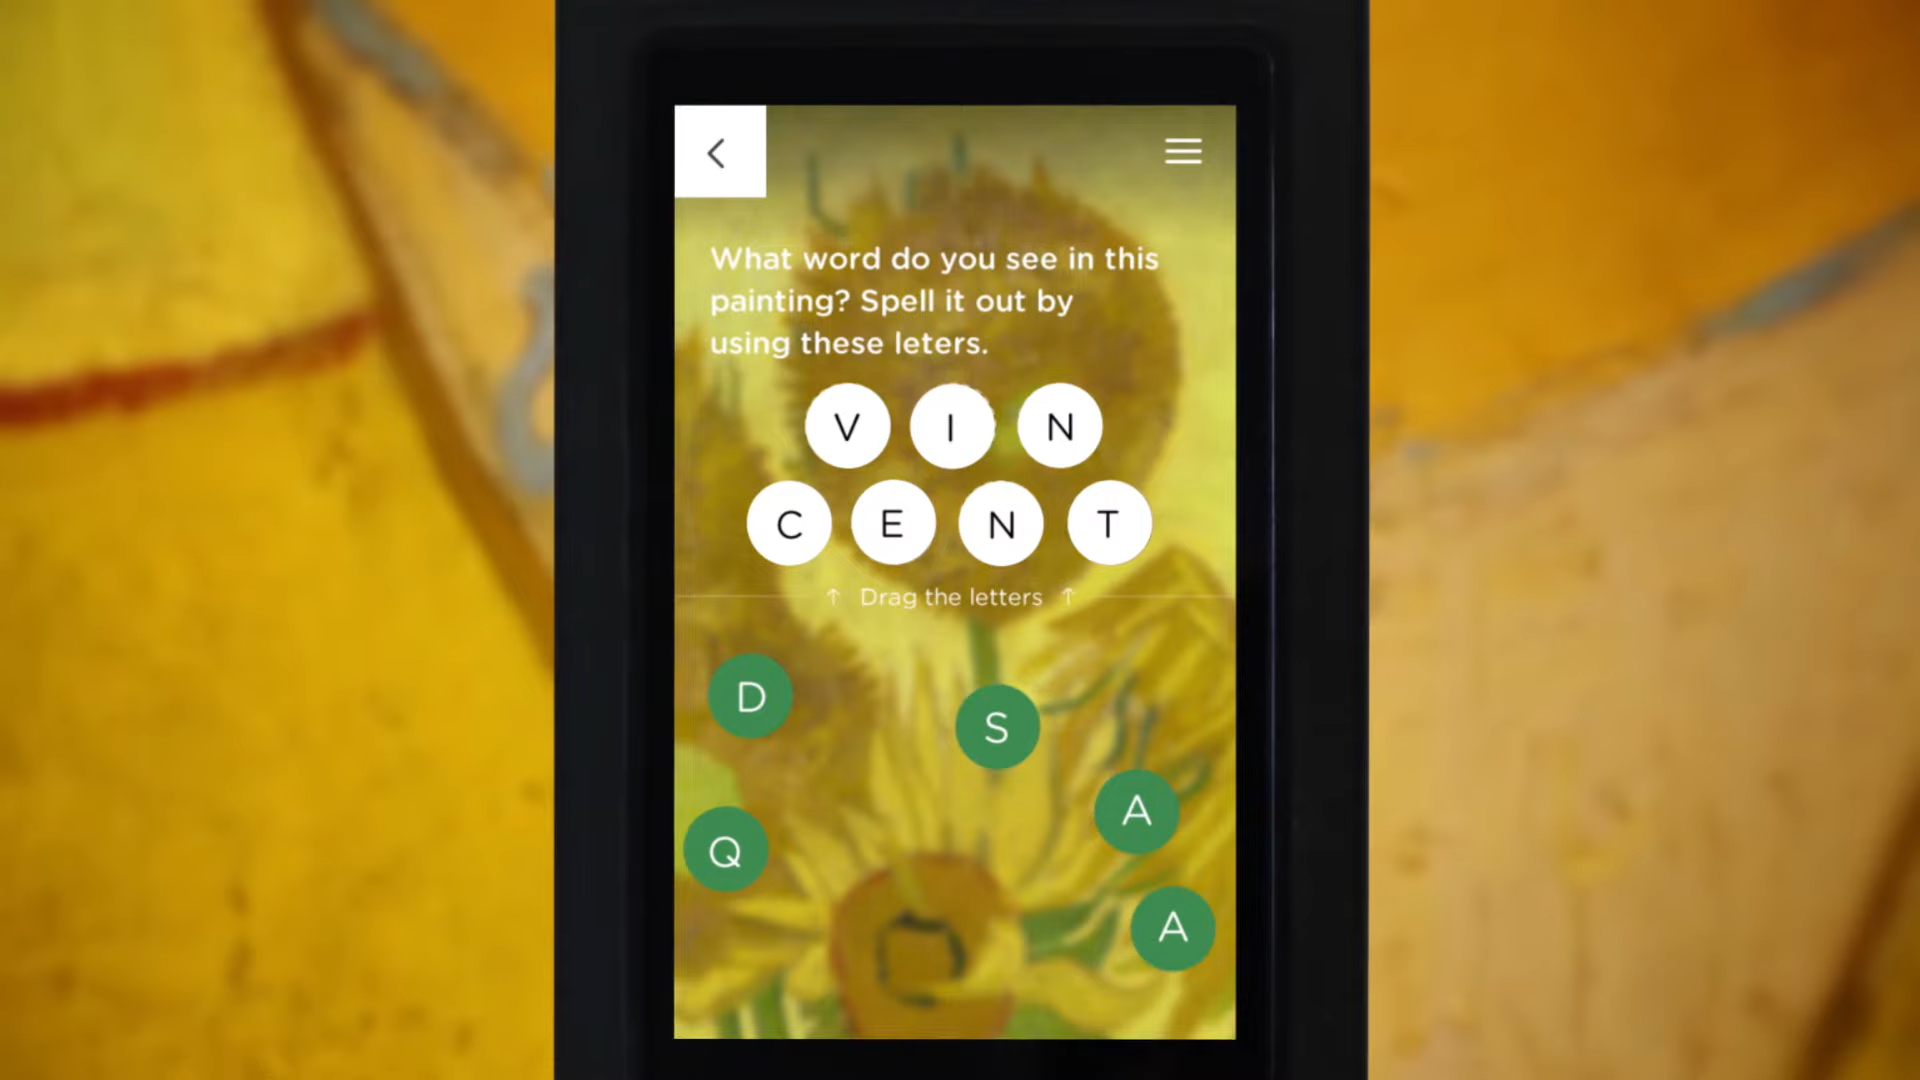 What word do you see in this
painting? Spell it out by
using these leters.
V I N
C E N T
↑ Drag the letters ↑
D
S
A
Q
A